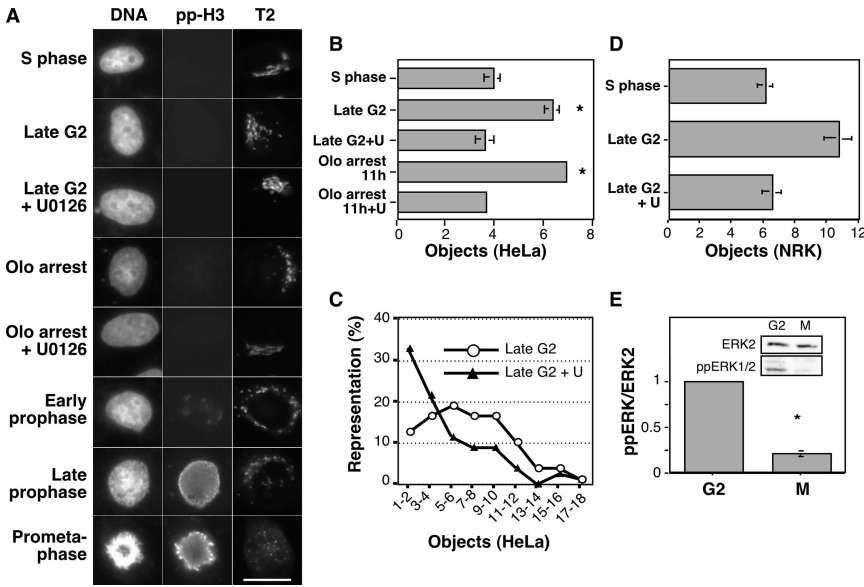 A
DNA pp-H3 T2
S phase
Late G2
Late G2
+ U0126
Olo arrest
Olo arrest
+ U0126
Early
prophase
Late
prophase
Prometa-
phase
B
S phase
Late G2
Late G2+U
Olo arrest
11h
Olo arrest
11h+U
*
*
0 2 4 6 8
Objects (HeLa)
D
S phase
Late G2
Late G2
+ U
0 2 4 6 8 10 12
Objects (NRK)
C
Representation (%)
40
30
20
10
0
Late G2
Late G2 + U
1-2 3-4 5-6 7-8 9-10 11-12 13-14 15-16 17-18
Objects (HeLa)
E
G2 M
ERK2
ppERK1/2
ppERK/ERK2
1
0.5
0
*
G2 M